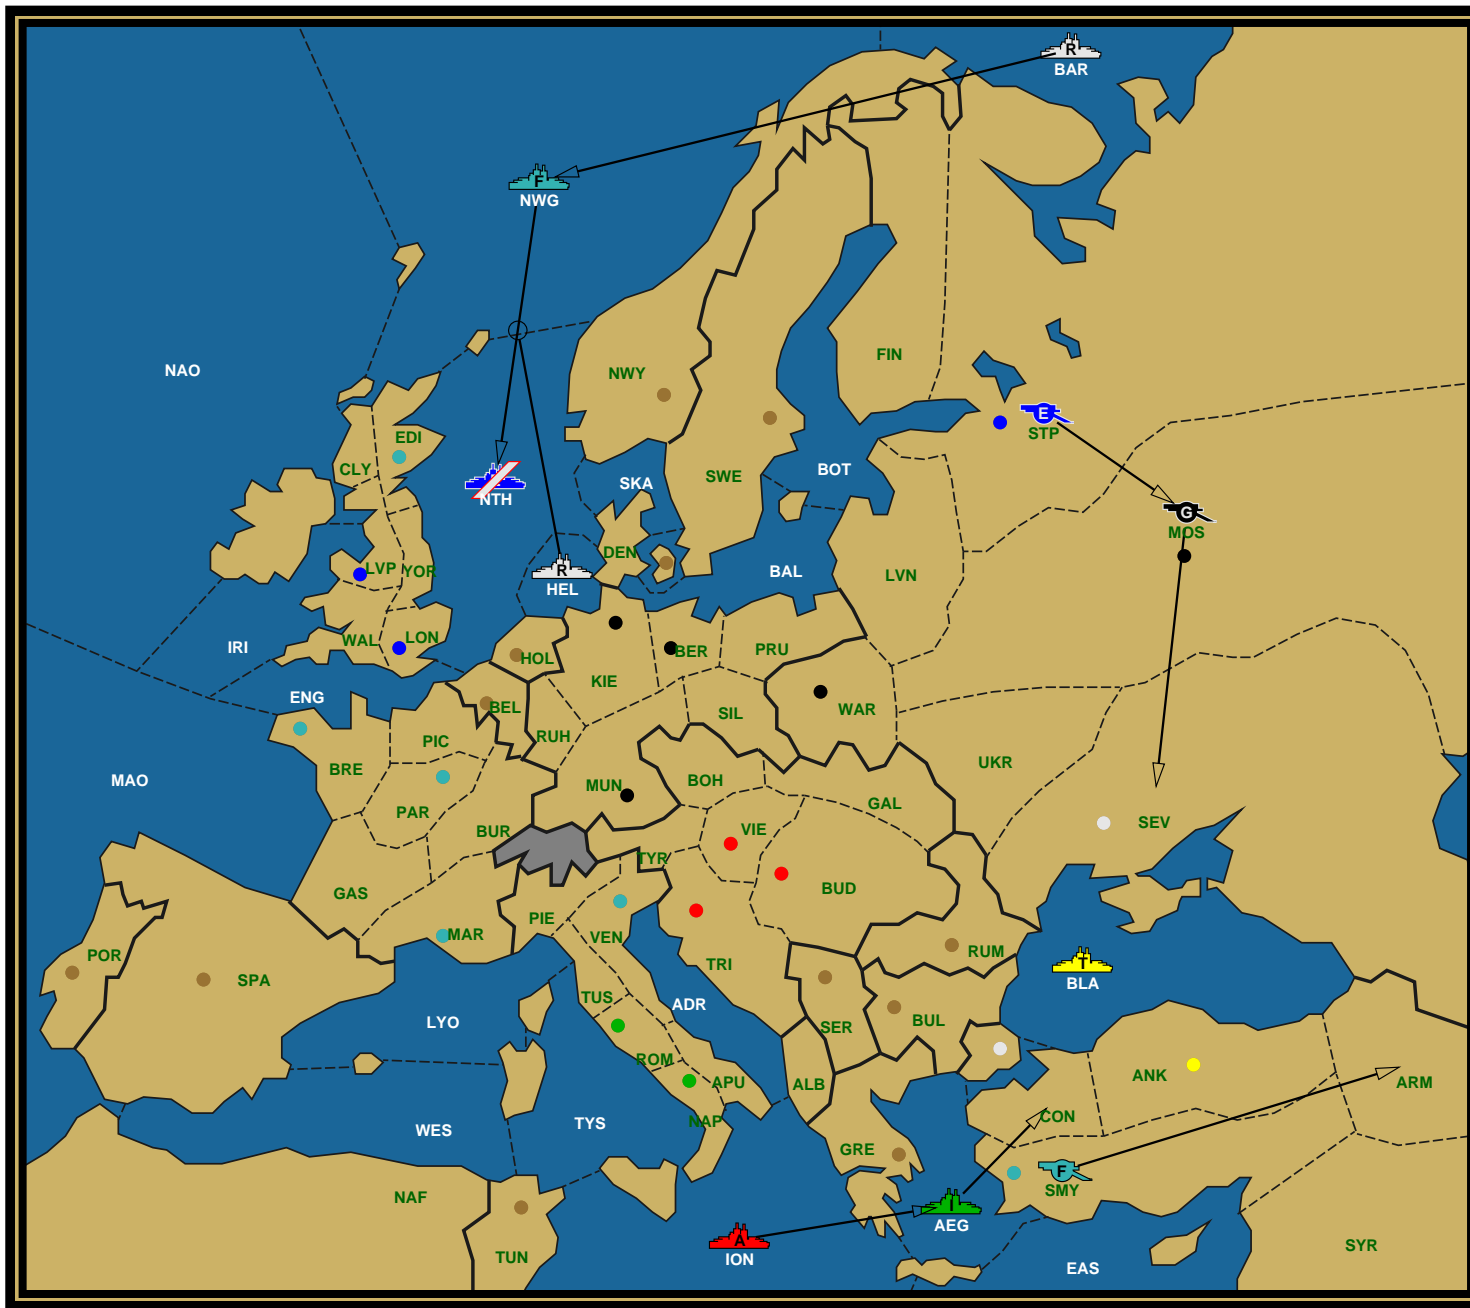 R
BAR
F
NWG
NAO
FIN
NWY
E
STP
EDI
CLY
SWE
BOT
SKA
NTH
G
MOS
DEN
LVP
YOR
R
HEL
BAL
LVN
IRI
WAL
LON
HOL
BER
PRU
KIE
ENG
BEL
SIL
WAR
RUH
PIC
BRE
UKR
MAO
MUN
BOH
GAL
PAR
BUR
VIE
SEV
TYR
GAS
BUD
PIE
MAR
VEN
POR
SPA
TRI
RUM
T
BLA
TUS
ADR
LYO
SER
BUL
ROM
APU
ALB
ANK
ARM
NAP
CON
WES
TYS
GRE
F
SMY
NAF
I
AEG
A
ION
TUN
EAS
SYR